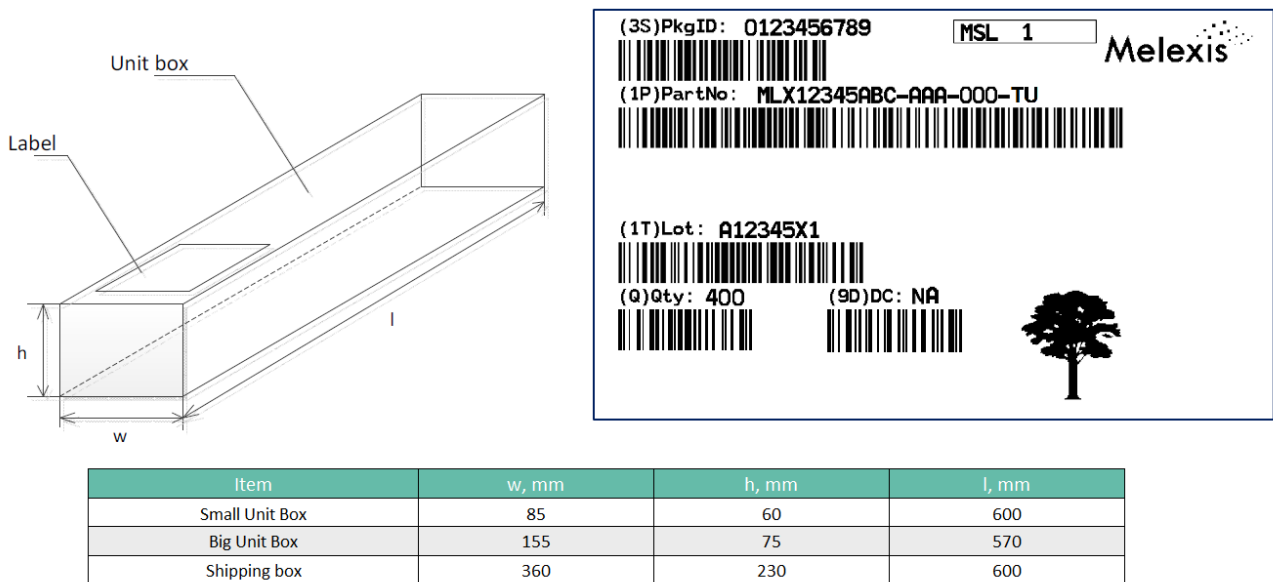 Unit box
Label
h
l
w
(3S)PkgID: 0123456789
MSL 1
Melexis
(1P)PartNo: MLX12345ABC-AAA-000-TU
(1T)Lot: A12345X1
(Q)Qty: 400
(9D)DC: NA
Item w, mm h, mm l, mm
Small Unit Box 85 60 600
Big Unit Box 155 75 570
Shipping box 360 230 600